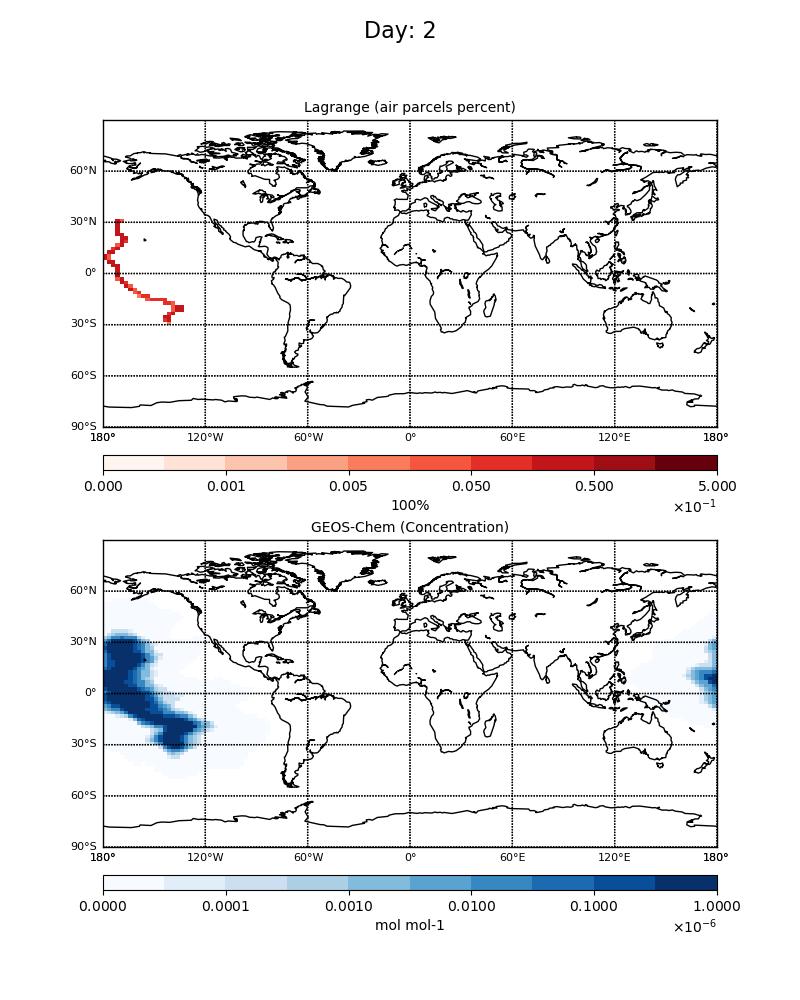 Day: 2
Lagrange (air parcels percent)
60°N
30°N
0°
30°S
60°S
90°S
180° 120°W 60°W 0° 60°E 120°E 180°
0.000 0.001 0.005 0.050 0.500 5.000
100% ×10⁻¹
GEOS-Chem (Concentration)
60°N
30°N
0°
30°S
60°S
90°S
180° 120°W 60°W 0° 60°E 120°E 180°
0.0000 0.0001 0.0010 0.0100 0.1000 1.0000
mol mol-1 ×10⁻⁶